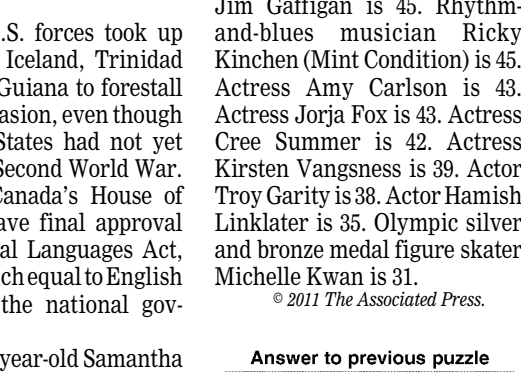 .S. forces took up
Iceland, Trinidad
Guiana to forestall
asion, even though
States had not yet
Second World War.
anada's House of
ave final approval
al Languages Act,
ch equal to English
the national gov-
year-old Samantha
Jim Gaffigan is 45. Rhythm-
and-blues musician Ricky
Kinchen (Mint Condition) is 45.
Actress Amy Carlson is 43.
Actress Jorja Fox is 43. Actress
Cree Summer is 42. Actress
Kirsten Vangsness is 39. Actor
Troy Garity is 38. Actor Hamish
Linklater is 35. Olympic silver
and bronze medal figure skater
Michelle Kwan is 31.
© 2011 The Associated Press.
Answer to previous puzzle